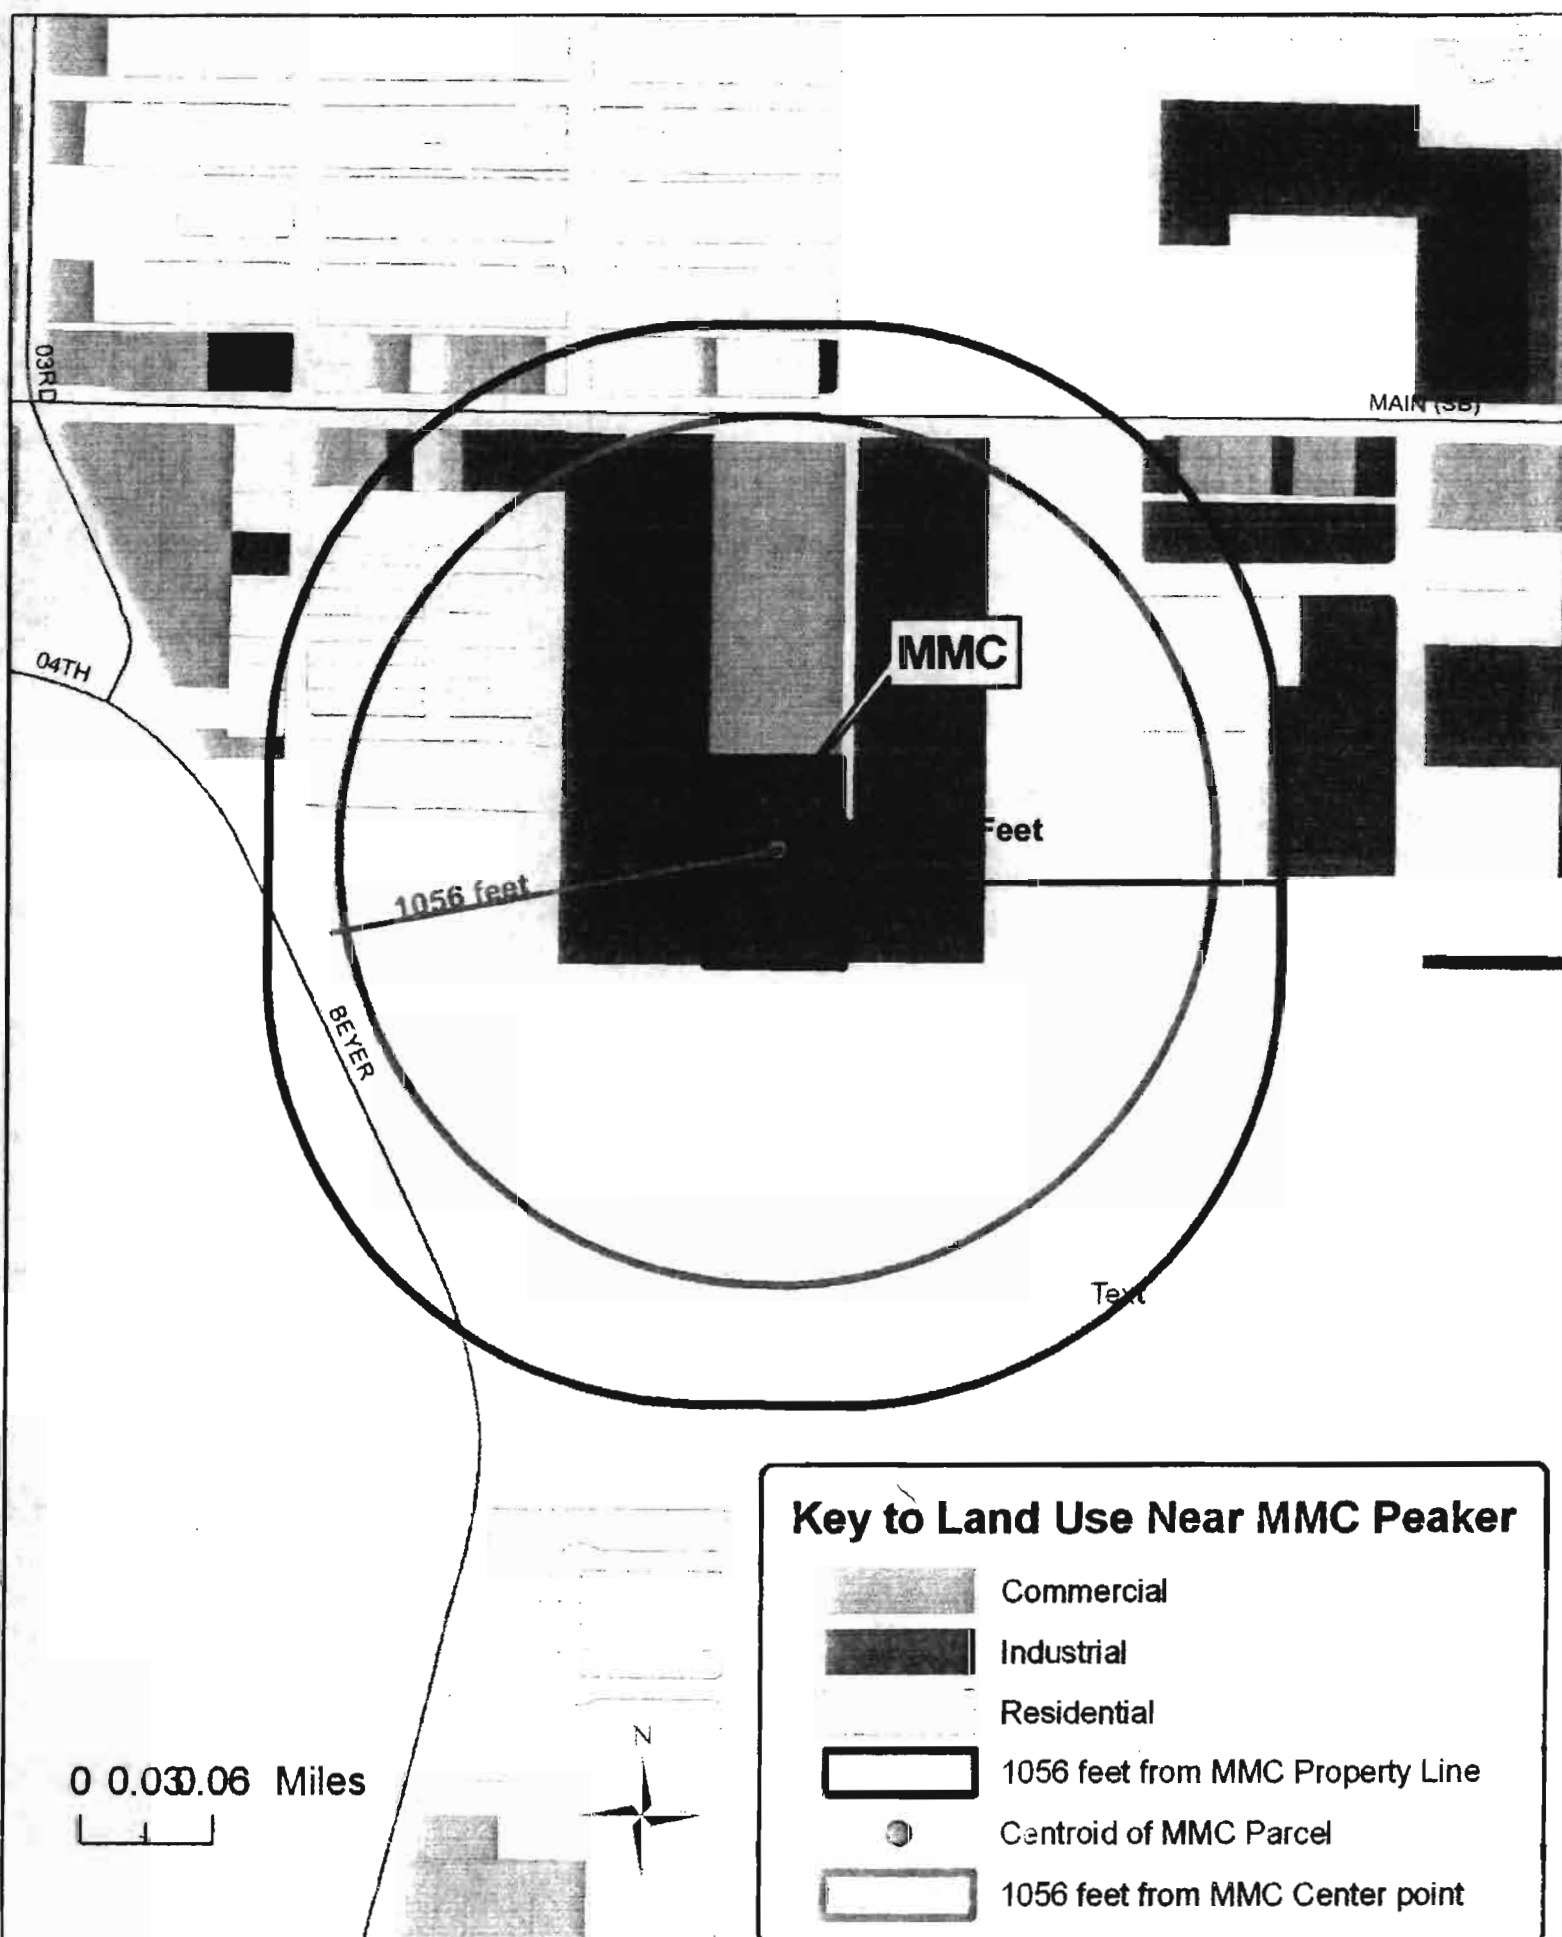 03RD
MAIN (SB)
MMC
04TH
Feet
1056 feet
BEYER
Text
Key to Land Use Near MMC Peaker
Commercial
Industrial
Residential
1056 feet from MMC Property Line
Centroid of MMC Parcel
1056 feet from MMC Center point
N
0 0.03 0.06 Miles